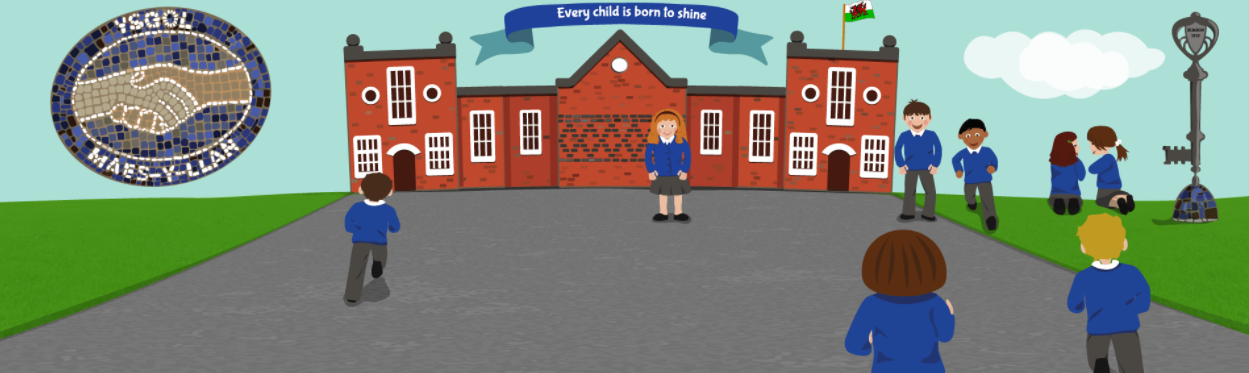 YSGOL
MAES-Y-LLAN
Every child is born to shine